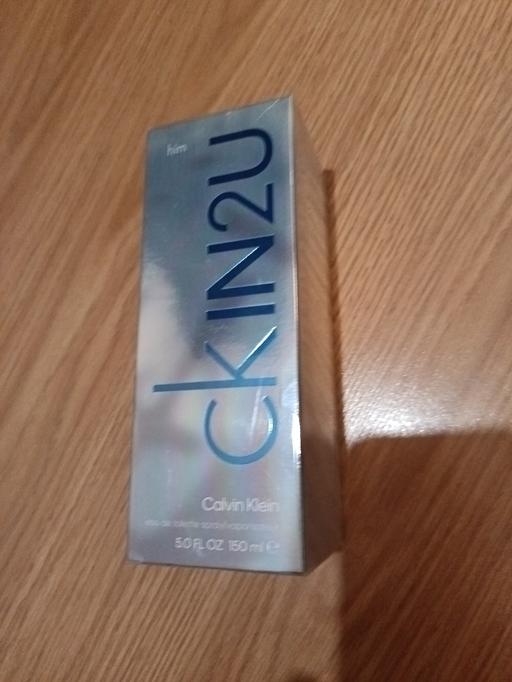 him
ckIN2U
Calvin Klein
eau de toilette spray/vaporisateur
5.0 FL OZ 150 ml ℮